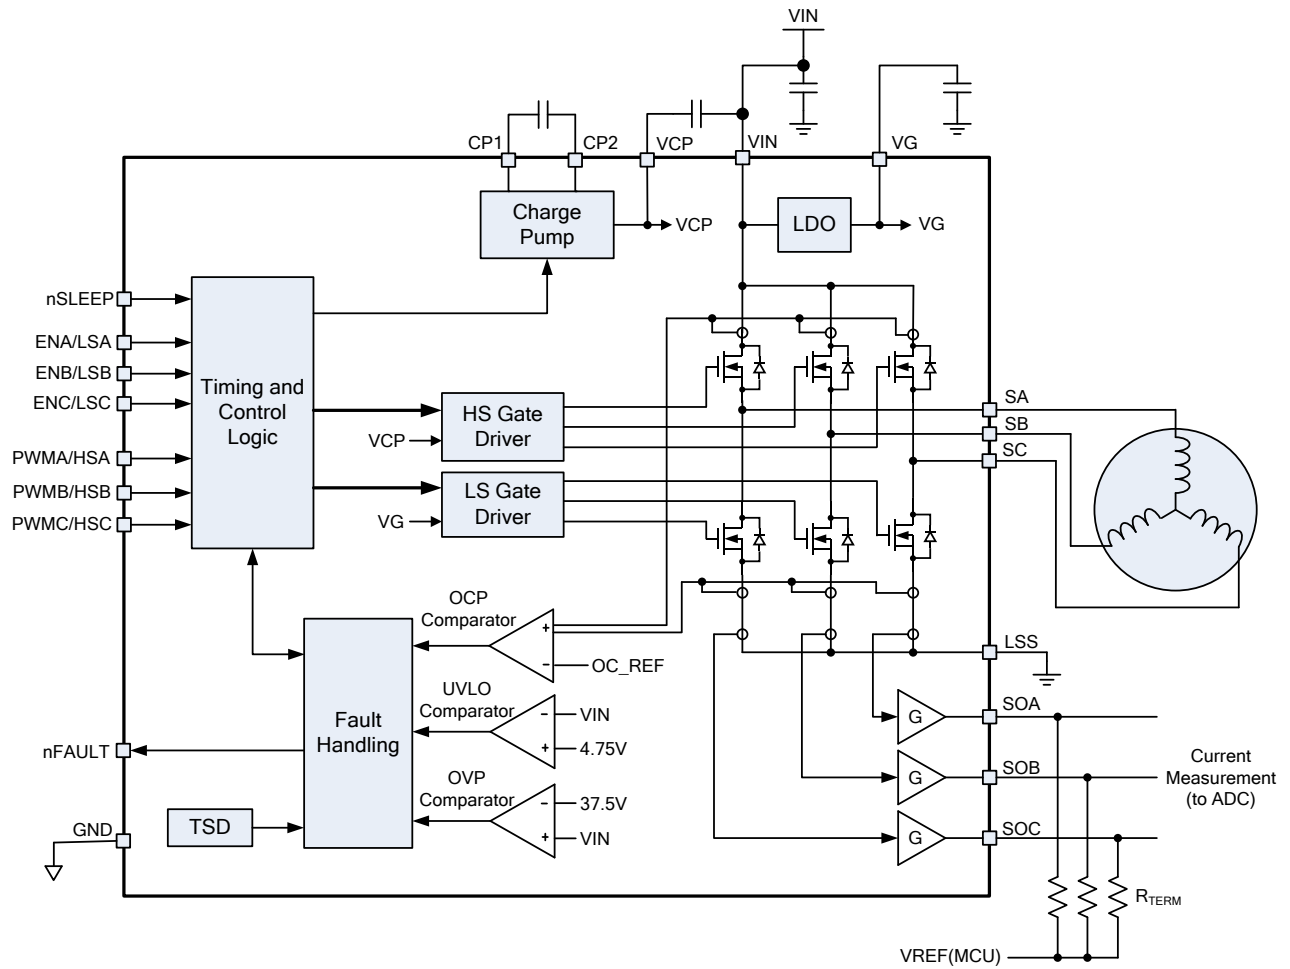 VIN
CP1
CP2
VCP
VIN
VG
Charge
Pump
VCP
LDO
VG
nSLEEP
ENA/LSA
ENB/LSB
ENC/LSC
PWMA/HSA
PWMB/HSB
PWMC/HSC
Timing and
Control
Logic
HS Gate
Driver
VCP
LS Gate
Driver
VG
SA
SB
SC
OCP
Comparator
+
−
OC_REF
LSS
UVLO
Comparator
−
VIN
+
4.75V
Fault
Handling
nFAULT
OVP
Comparator
−
37.5V
+
VIN
TSD
GND
G
SOA
G
SOB
G
SOC
Current
Measurement
(to ADC)
RTERM
VREF(MCU)